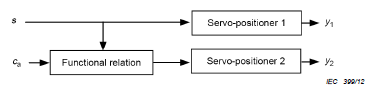 s
Servo-positioner 1
y1
ca
Functional relation
Servo-positioner 2
y2
IEC 399/12